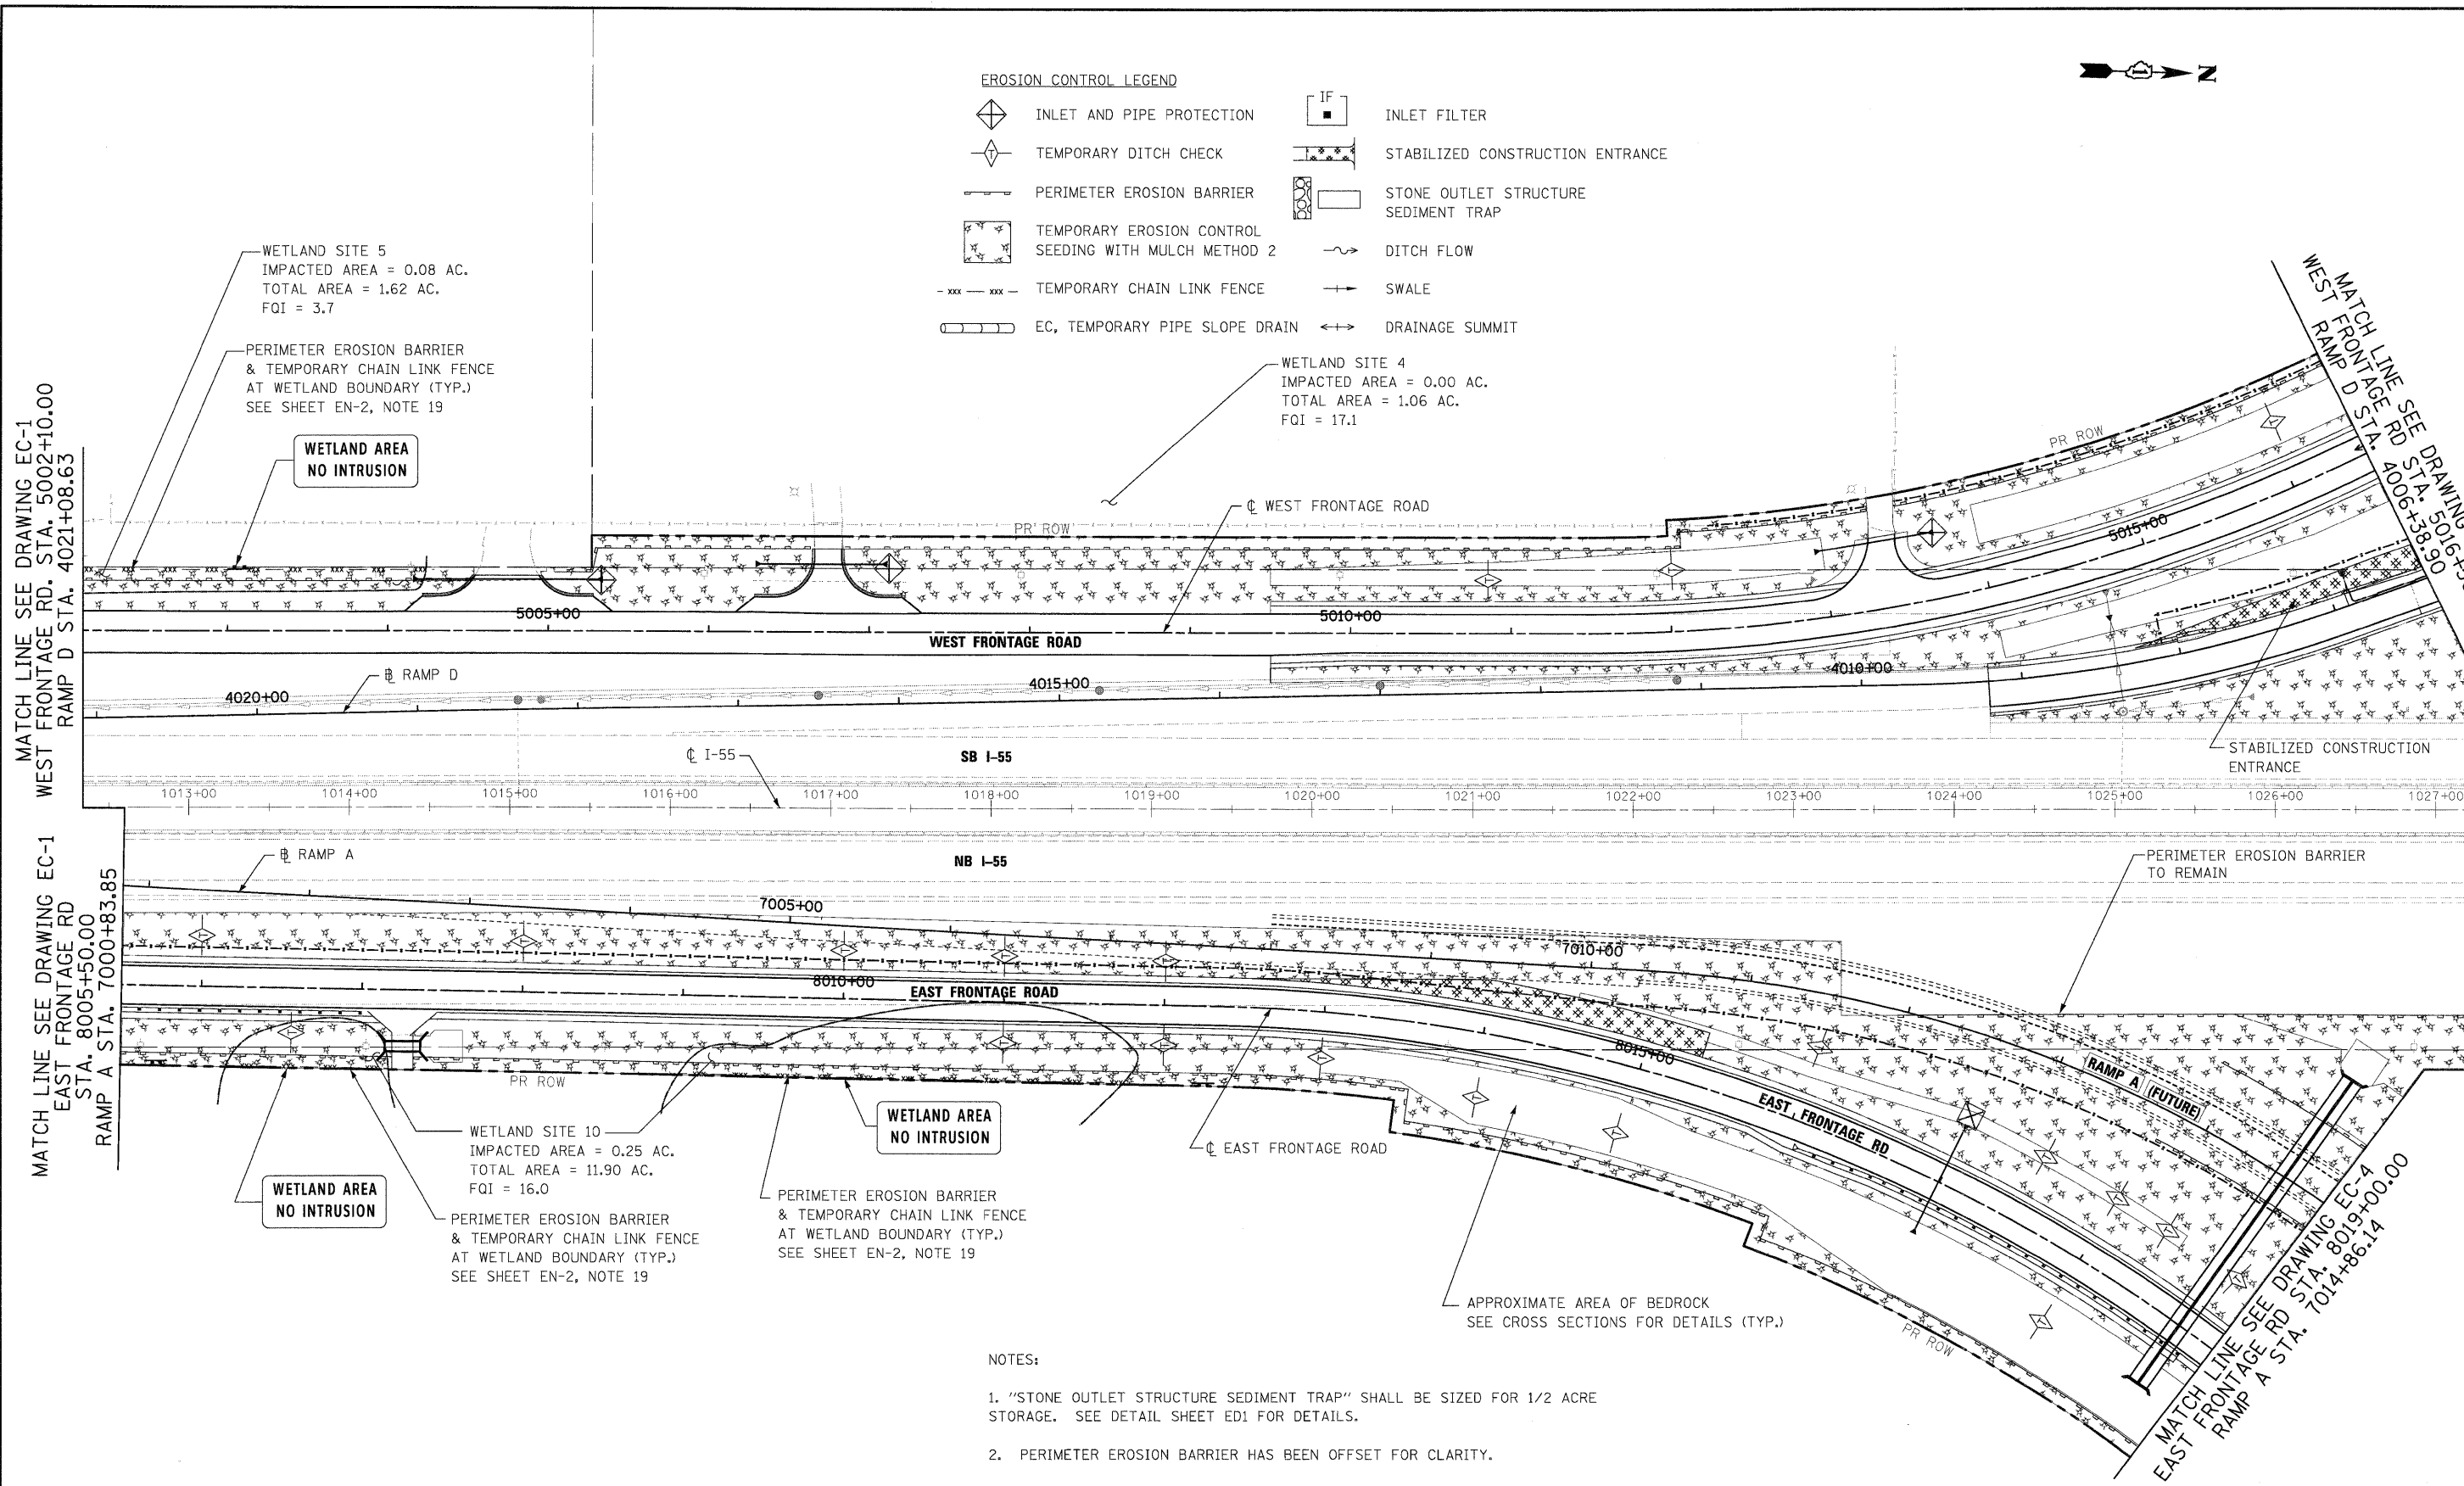 EROSION CONTROL LEGEND
INLET AND PIPE PROTECTION
TEMPORARY DITCH CHECK
PERIMETER EROSION BARRIER
TEMPORARY EROSION CONTROL
SEEDING WITH MULCH METHOD 2
- xxx — xxx — TEMPORARY CHAIN LINK FENCE
EC, TEMPORARY PIPE SLOPE DRAIN
IF
INLET FILTER
STABILIZED CONSTRUCTION ENTRANCE
STONE OUTLET STRUCTURE
SEDIMENT TRAP
DITCH FLOW
SWALE
DRAINAGE SUMMIT
N
WETLAND SITE 5
IMPACTED AREA = 0.08 AC.
TOTAL AREA = 1.62 AC.
FQI = 3.7
PERIMETER EROSION BARRIER
& TEMPORARY CHAIN LINK FENCE
AT WETLAND BOUNDARY (TYP.)
SEE SHEET EN-2, NOTE 19
WETLAND AREA
NO INTRUSION
WETLAND SITE 4
IMPACTED AREA = 0.00 AC.
TOTAL AREA = 1.06 AC.
FQI = 17.1
MATCH LINE SEE DRAWING EC-1
WEST FRONTAGE RD. STA. 5002+10.00
RAMP D STA. 4021+08.63
MATCH LINE SEE DRAWING
WEST FRONTAGE RD STA. 5016+
RAMP D STA. 4006+38.90
PR ROW
PR ROW
℄ WEST FRONTAGE ROAD
5005+00
5010+00
5015+00
WEST FRONTAGE ROAD
B RAMP D
4020+00
4015+00
4010+00
STABILIZED CONSTRUCTION
ENTRANCE
℄ I-55
SB I-55
1013+00
1014+00
1015+00
1016+00
1017+00
1018+00
1019+00
1020+00
1021+00
1022+00
1023+00
1024+00
1025+00
1026+00
1027+00
NB I-55
MATCH LINE SEE DRAWING EC-1
EAST FRONTAGE RD
STA. 8005+50.00
RAMP A STA. 7000+83.85
B RAMP A
7005+00
7010+00
PERIMETER EROSION BARRIER
TO REMAIN
8010+00
EAST FRONTAGE ROAD
8015+00
EAST FRONTAGE RD
RAMP A (FUTURE)
PR ROW
WETLAND AREA
NO INTRUSION
WETLAND SITE 10
IMPACTED AREA = 0.25 AC.
TOTAL AREA = 11.90 AC.
FQI = 16.0
PERIMETER EROSION BARRIER
& TEMPORARY CHAIN LINK FENCE
AT WETLAND BOUNDARY (TYP.)
SEE SHEET EN-2, NOTE 19
WETLAND AREA
NO INTRUSION
PERIMETER EROSION BARRIER
& TEMPORARY CHAIN LINK FENCE
AT WETLAND BOUNDARY (TYP.)
SEE SHEET EN-2, NOTE 19
℄ EAST FRONTAGE ROAD
APPROXIMATE AREA OF BEDROCK
SEE CROSS SECTIONS FOR DETAILS (TYP.)
PR ROW
MATCH LINE SEE DRAWING EC-4
EAST FRONTAGE RD STA. 8019+00.00
RAMP A STA. 7014+86.14
NOTES:
1. "STONE OUTLET STRUCTURE SEDIMENT TRAP" SHALL BE SIZED FOR 1/2 ACRE
STORAGE. SEE DETAIL SHEET ED1 FOR DETAILS.
2. PERIMETER EROSION BARRIER HAS BEEN OFFSET FOR CLARITY.